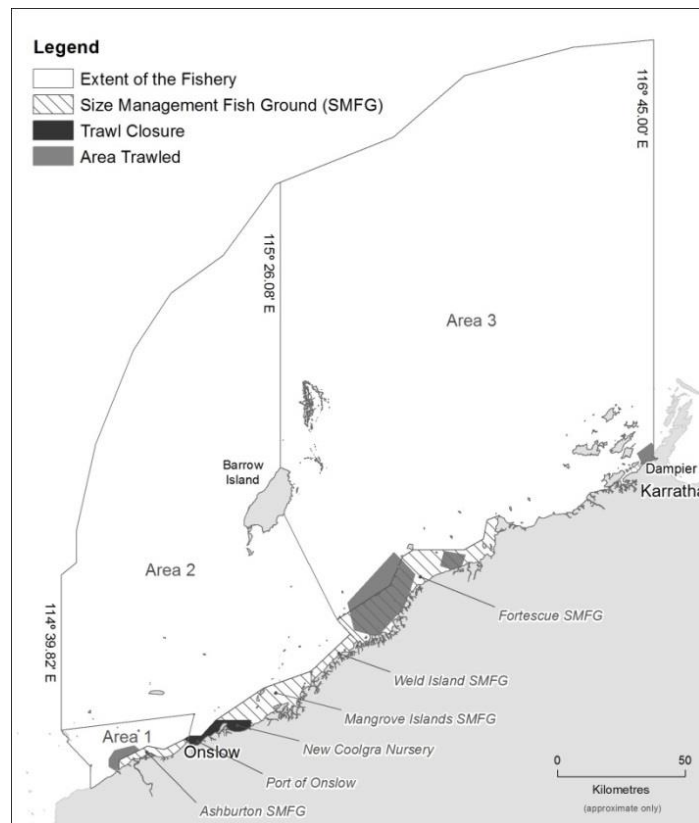 Legend
Extent of the Fishery
Size Management Fish Ground (SMFG)
Trawl Closure
Area Trawled
116° 45.00' E
115° 26.08' E
Area 3
Barrow
Island
Dampier
Karratha
Area 2
114° 39.82' E
Fortescue SMFG
Weld Island SMFG
Mangrove Islands SMFG
Area 1
Onslow
New Coolgra Nursery
Port of Onslow
Ashburton SMFG
0
50
Kilometres
(approximate only)